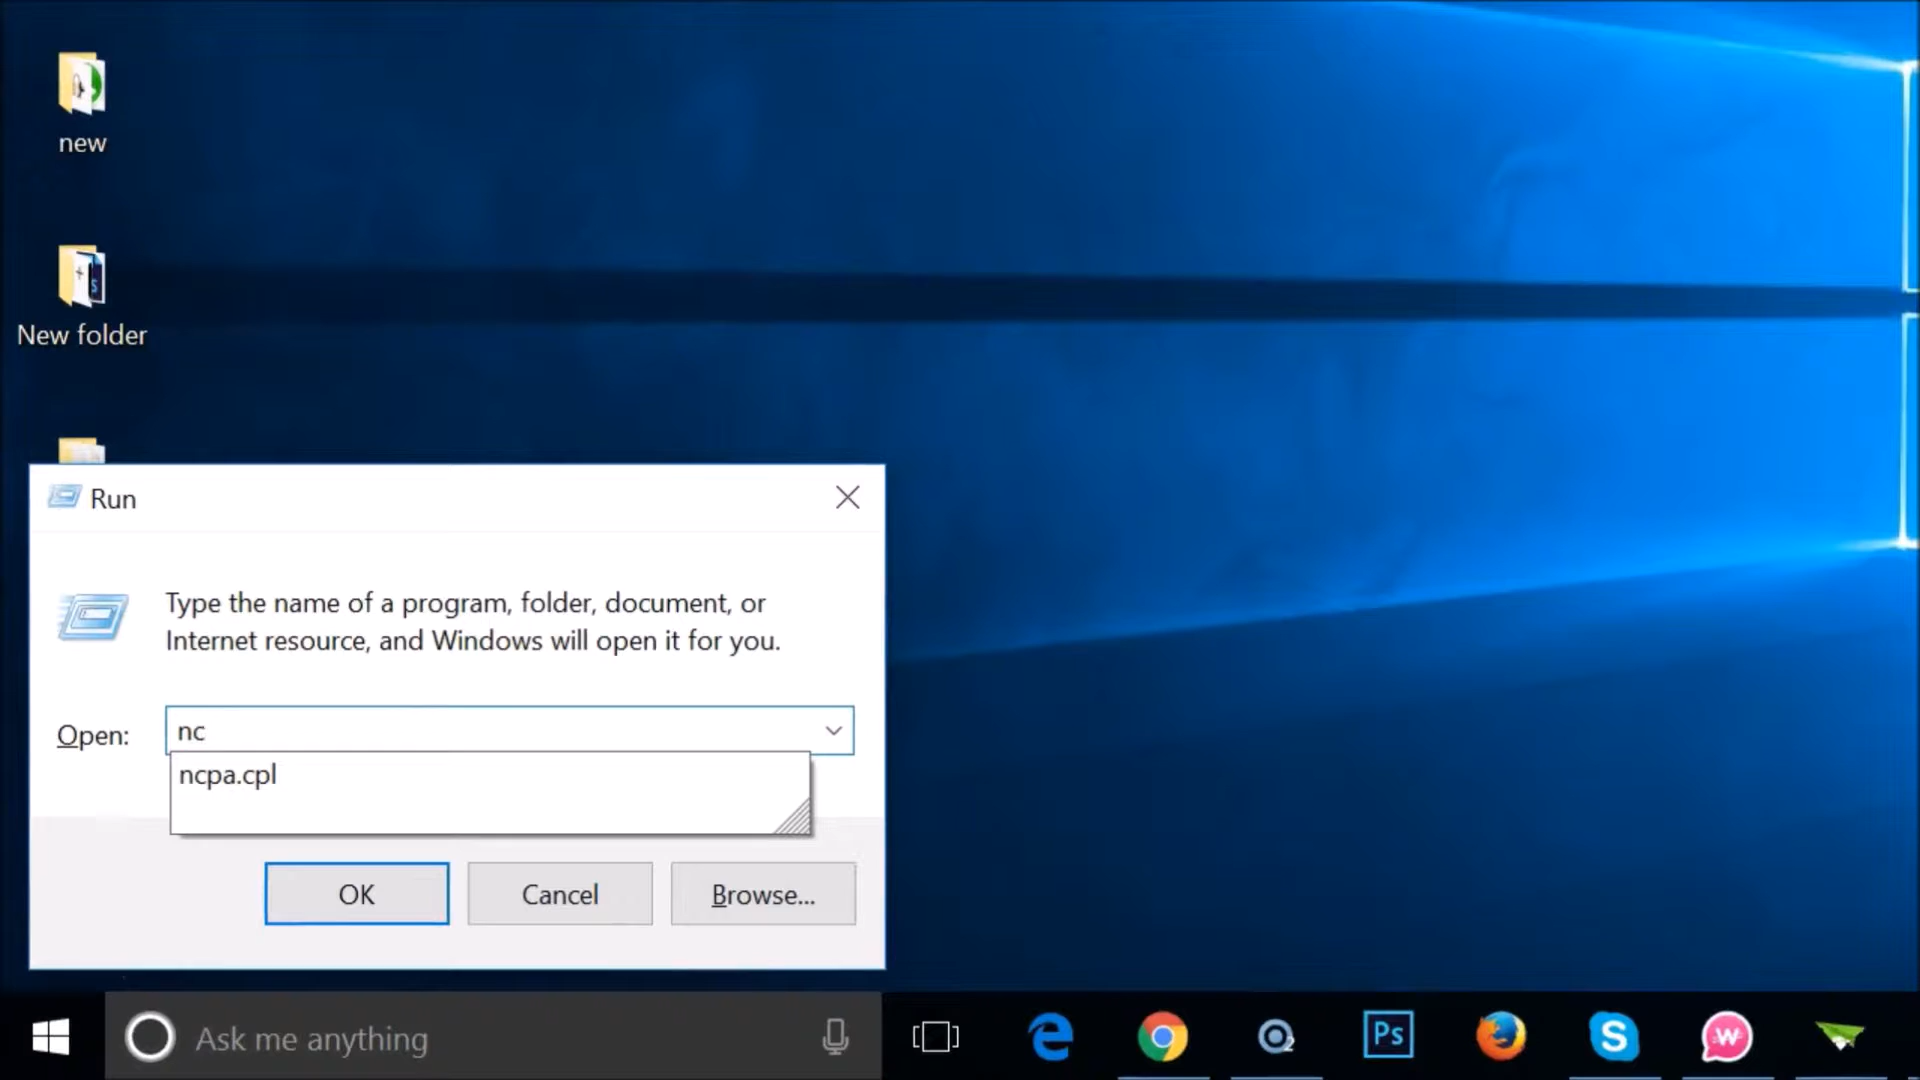 new
New folder
Run
Type the name of a program, folder, document, or
Internet resource, and Windows will open it for you.
Open: nc
ncpa.cpl
OK Cancel Browse...
Ask me anything
Ps
S
W